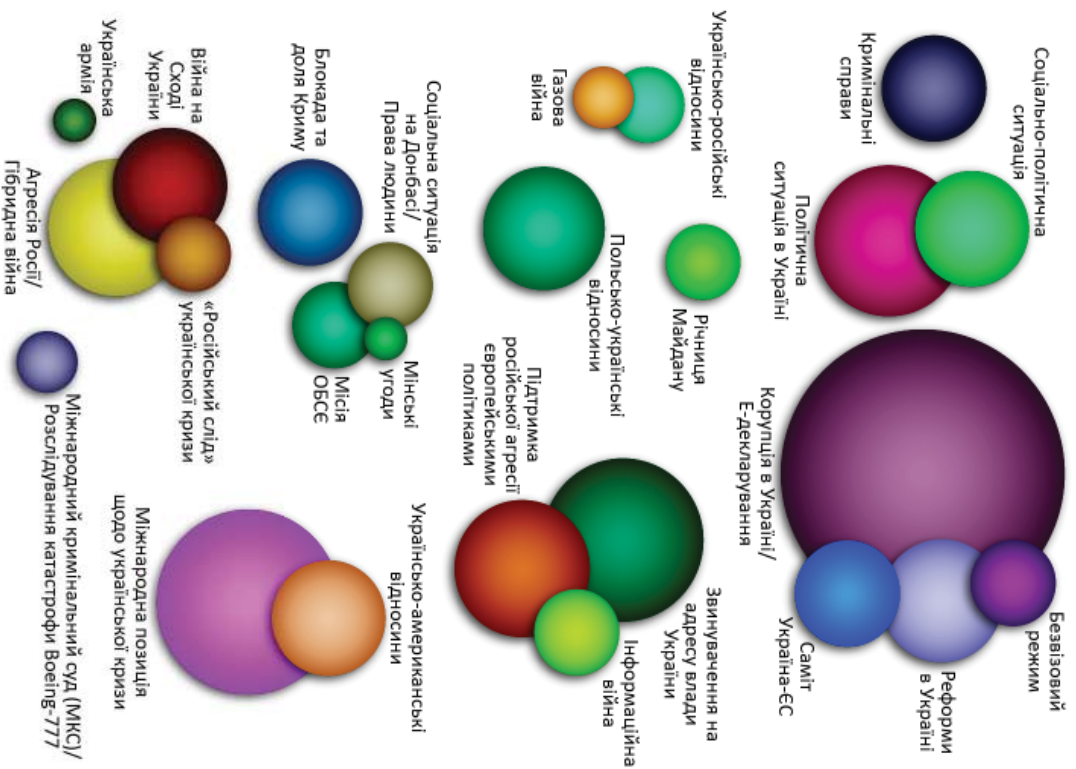 Соціально-політична
ситуація
Кримінальні
справи
Політична
ситуація в Україні
Безвізовий
режим
Реформи
в Україні
Саміт
Україна-ЄС
Корупція в Україні/
Е-декларування
Українсько-російські
відносини
Газова
війна
Річниця
Майдану
Польсько-українські
відносини
Звинувачення на
адресу влади
України
Інформаційна
війна
Підтримка
російської агресії
європейськими
політиками
Соціальна ситуація
на Донбасі/
Права людини
Блокада та
доля Криму
Мінські
угоди
Місія
ОБСЄ
Українсько-американські
відносини
Війна на
Сході
України
Українська
армія
«Російський слід»
української кризи
Агресія Росії/
Гібридна війна
Міжнародна позиція
щодо української кризи
Міжнародний кримінальний суд (МКС)/
Розслідування катастрофи Boeing-777